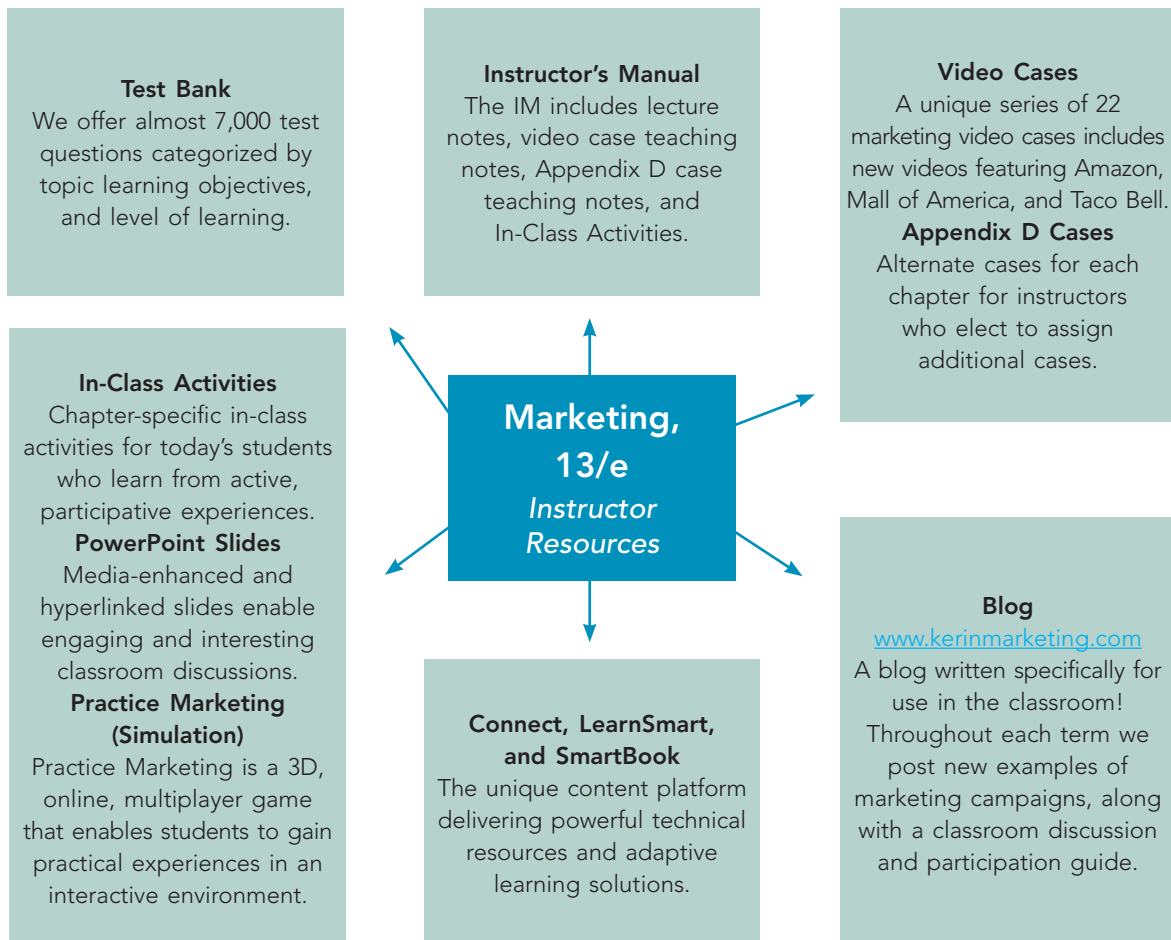 Test Bank
We offer almost 7,000 test
questions categorized by
topic learning objectives,
and level of learning.
Instructor’s Manual
The IM includes lecture
notes, video case teaching
notes, Appendix D case
teaching notes, and
In-Class Activities.
Video Cases
A unique series of 22
marketing video cases includes
new videos featuring Amazon,
Mall of America, and Taco Bell.
Appendix D Cases
Alternate cases for each
chapter for instructors
who elect to assign
additional cases.
In-Class Activities
Chapter-specific in-class
activities for today’s students
who learn from active,
participative experiences.
PowerPoint Slides
Media-enhanced and
hyperlinked slides enable
engaging and interesting
classroom discussions.
Practice Marketing
(Simulation)
Practice Marketing is a 3D,
online, multiplayer game
that enables students to gain
practical experiences in an
interactive environment.
Marketing,
13/e
Instructor
Resources
Connect, LearnSmart,
and SmartBook
The unique content platform
delivering powerful technical
resources and adaptive
learning solutions.
Blog
www.kerinmarketing.com
A blog written specifically for
use in the classroom!
Throughout each term we
post new examples of
marketing campaigns, along
with a classroom discussion
and participation guide.